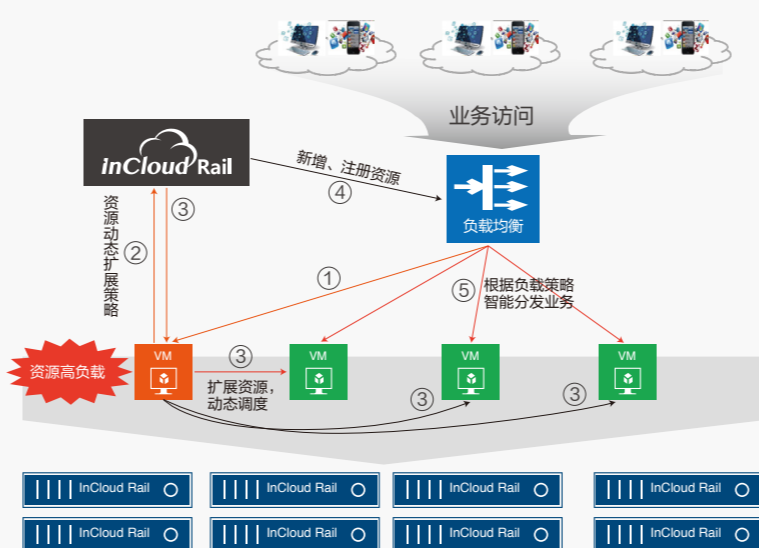 业务访问
inCloud Rail
新增、注册资源
④
负载均衡
资源动态扩展策略
②
③
①
⑤
根据负载策略
智能分发业务
资源高负载
VM
③
VM
VM
VM
扩展资源，
动态调度
③
③
InCloud Rail
InCloud Rail
InCloud Rail
InCloud Rail
InCloud Rail
InCloud Rail
InCloud Rail
InCloud Rail